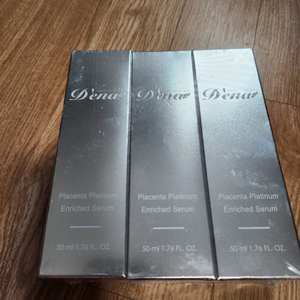 D'enar
Placenta Platinum
Enriched Serum
50 ml 1.76 FL. OZ.
D'enar
Placenta Platinum
Enriched Serum
50 ml 1.76 FL. OZ.
D'enar
Placenta Platinum
Enriched Serum
50 ml 1.76 FL. OZ.